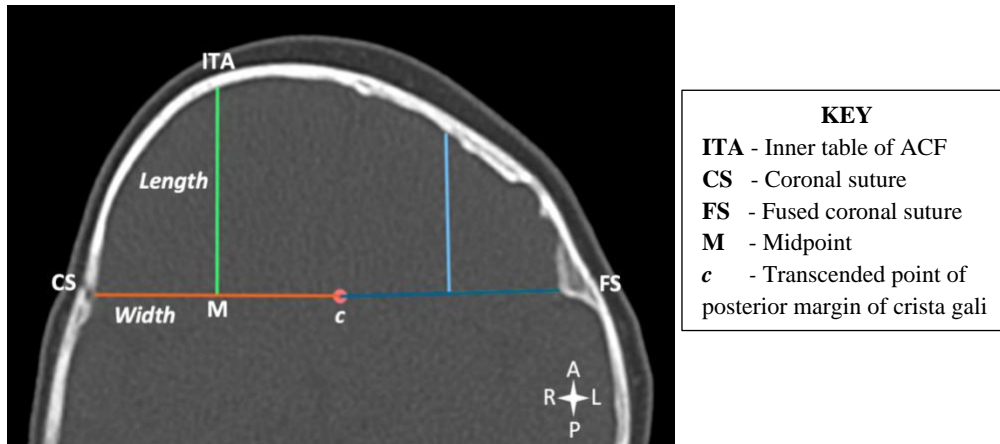 ITA
Length
CS
FS
Width
M
c
A
R
L
P
KEY
ITA - Inner table of ACF
CS - Coronal suture
FS - Fused coronal suture
M - Midpoint
c - Transcended point of
posterior margin of crista gali